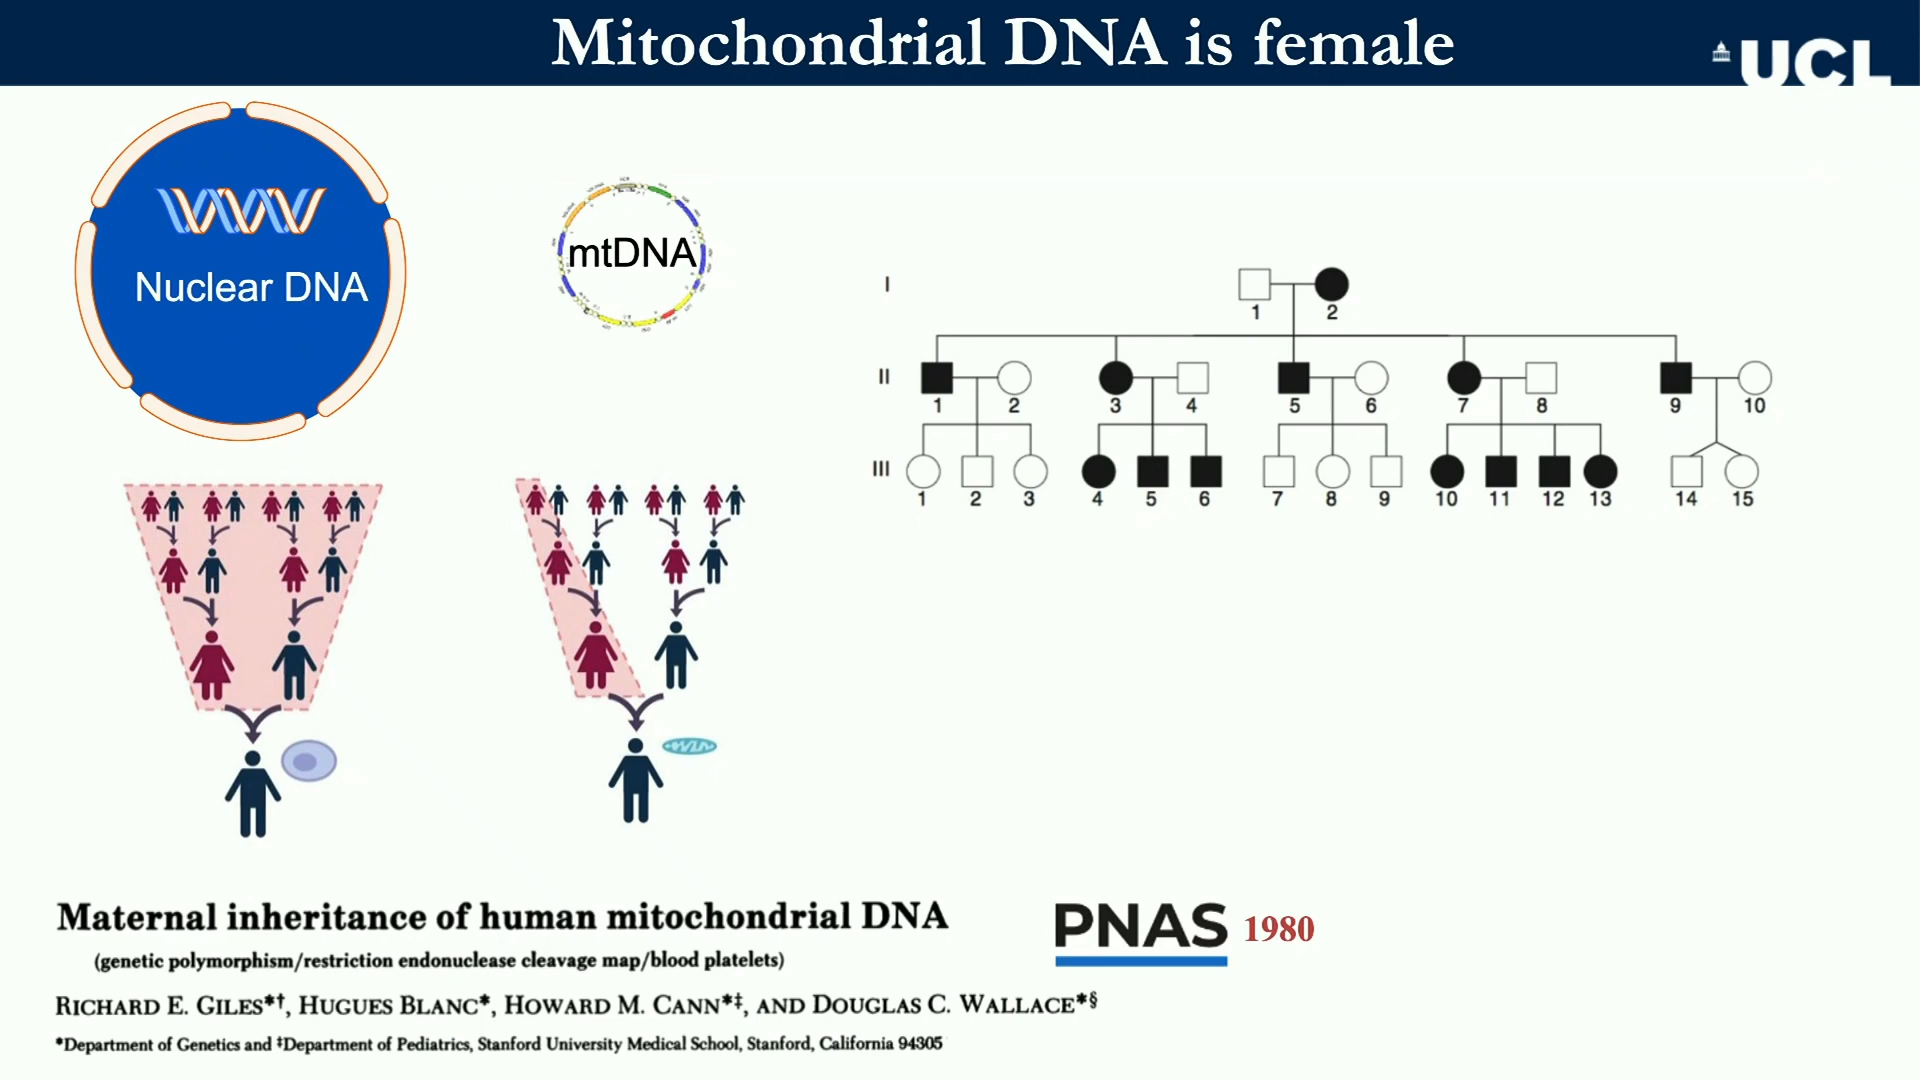 Mitochondrial DNA is female
UCL
Nuclear DNA
mtDNA
I
1 2
II
1 2 3 4 5 6 7 8 9 10
III
1 2 3 4 5 6 7 8 9 10 11 12 13 14 15
Maternal inheritance of human mitochondrial DNA
(genetic polymorphism/restriction endonuclease cleavage map/blood platelets)
RICHARD E. GILES*†, HUGUES BLANC*, HOWARD M. CANN*‡, AND DOUGLAS C. WALLACE*§
*Department of Genetics and ‡Department of Pediatrics, Stanford University Medical School, Stanford, California 94305
PNAS 1980